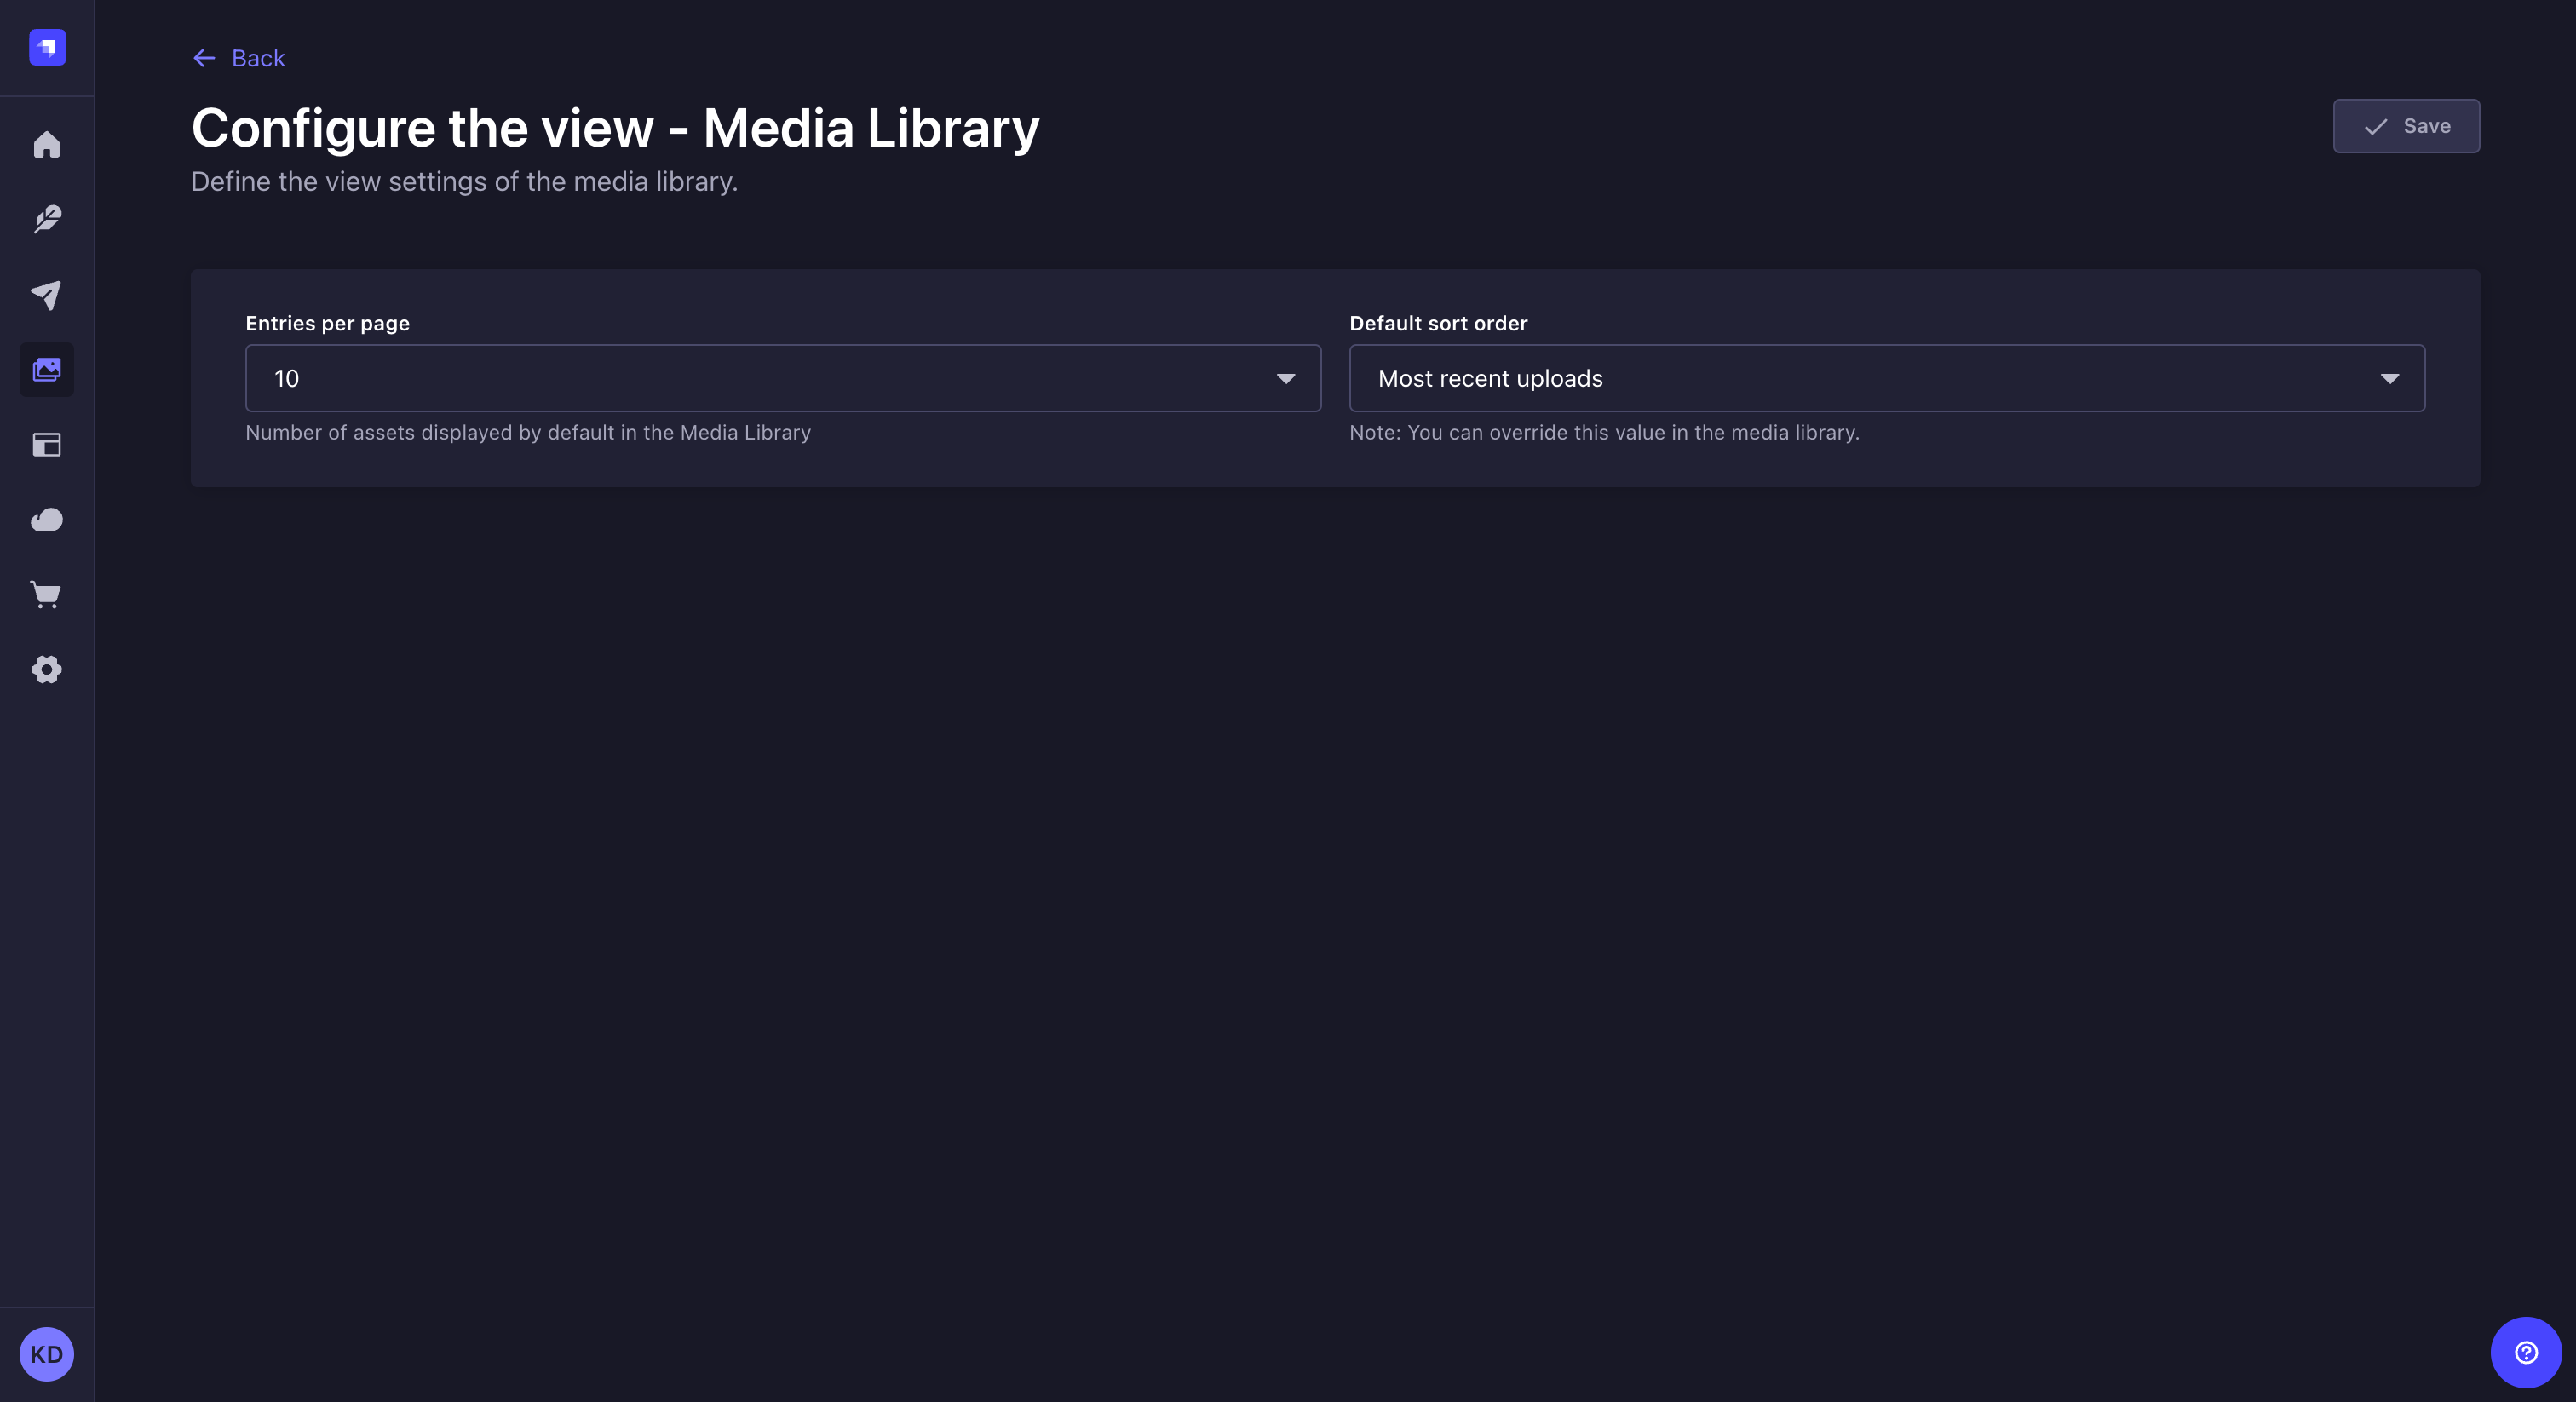 Back
Configure the view - Media Library
Save
Define the view settings of the media library.
Entries per page
Default sort order
10
Most recent uploads
Number of assets displayed by default in the Media Library
Note: You can override this value in the media library.
KD